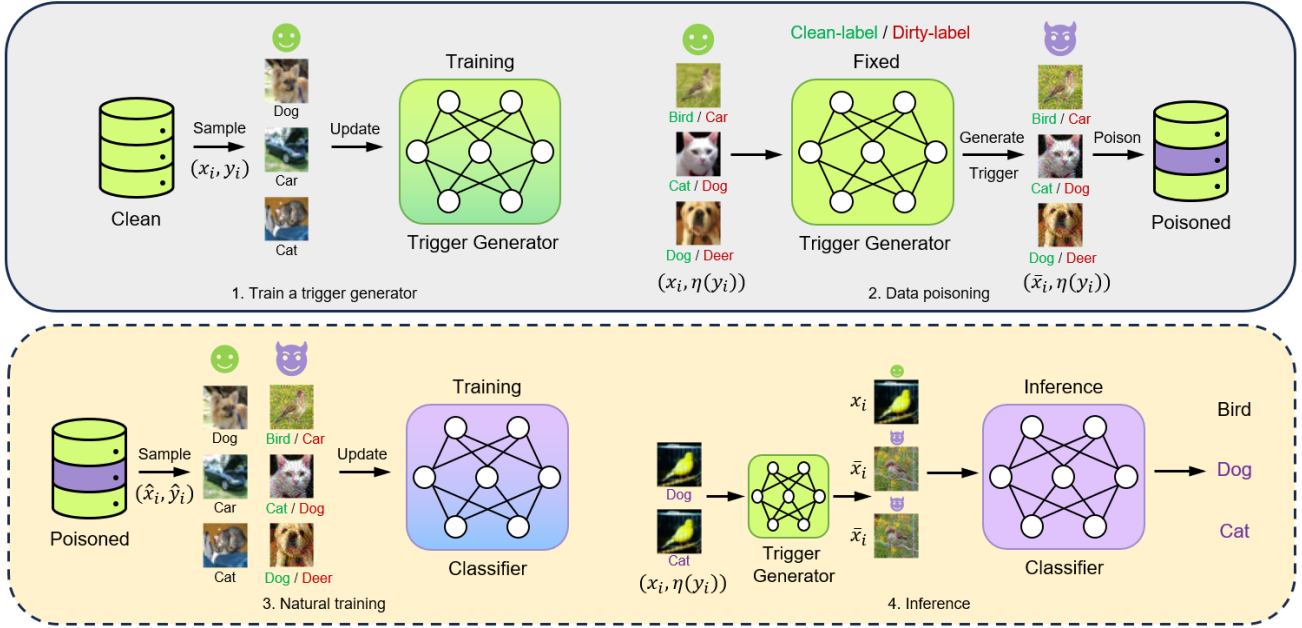 Clean
Sample
(x_i, y_i)
Dog
Car
Cat
Update
Training
Trigger Generator
1. Train a trigger generator
Clean-label / Dirty-label
Fixed
Bird / Car
Cat / Dog
Dog / Deer
(x_i, η(y_i))
Trigger Generator
Generate
Trigger
Bird / Car
Cat / Dog
Dog / Deer
(x̄_i, η(y_i))
Poison
Poisoned
2. Data poisoning
Poisoned
Sample
(x̂_i, ŷ_i)
Dog
Car
Cat
Bird / Car
Cat / Dog
Dog / Deer
Update
Training
Classifier
3. Natural training
Dog
Cat
(x_i, η(y_i))
Trigger
Generator
x_i
x̄_i
x̄_i
Inference
Classifier
Bird
Dog
Cat
4. Inference